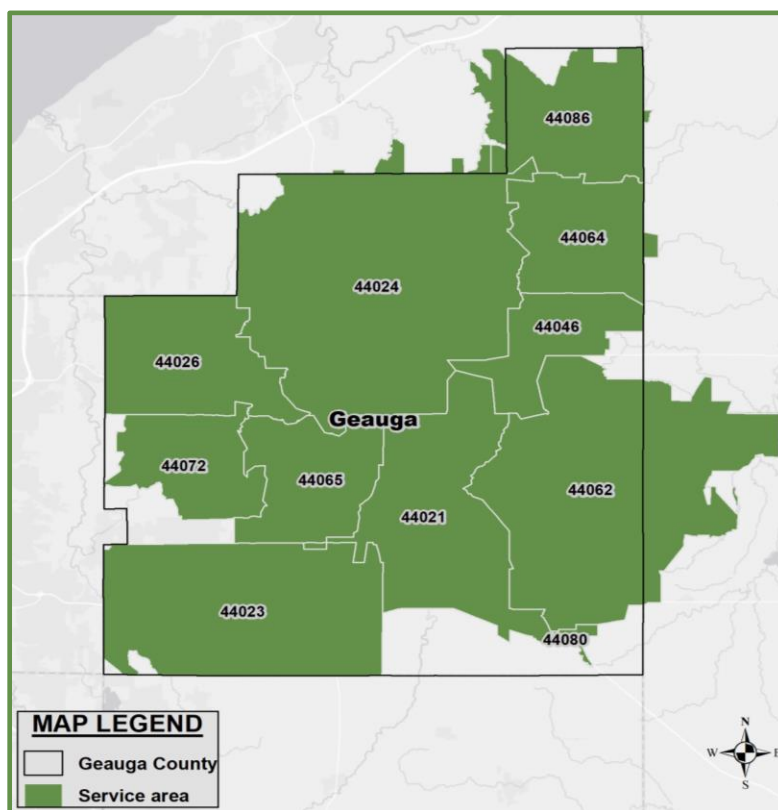 44086
44064
44024
44046
44026
Geauga
44072
44065
44062
44021
44023
44080
MAP LEGEND
Geauga County
Service area
N
W
E
S